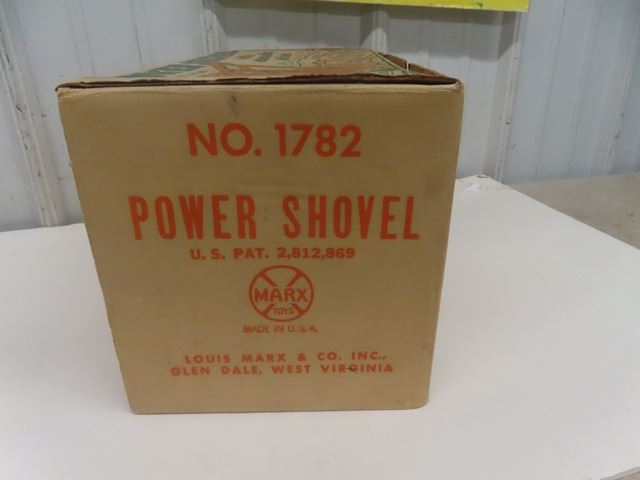 NO. 1782
POWER SHOVEL
U. S. PAT. 2,812,869
MARX
TOYS
MADE IN U.S.A.
LOUIS MARX & CO. INC.,
GLEN DALE, WEST VIRGINIA